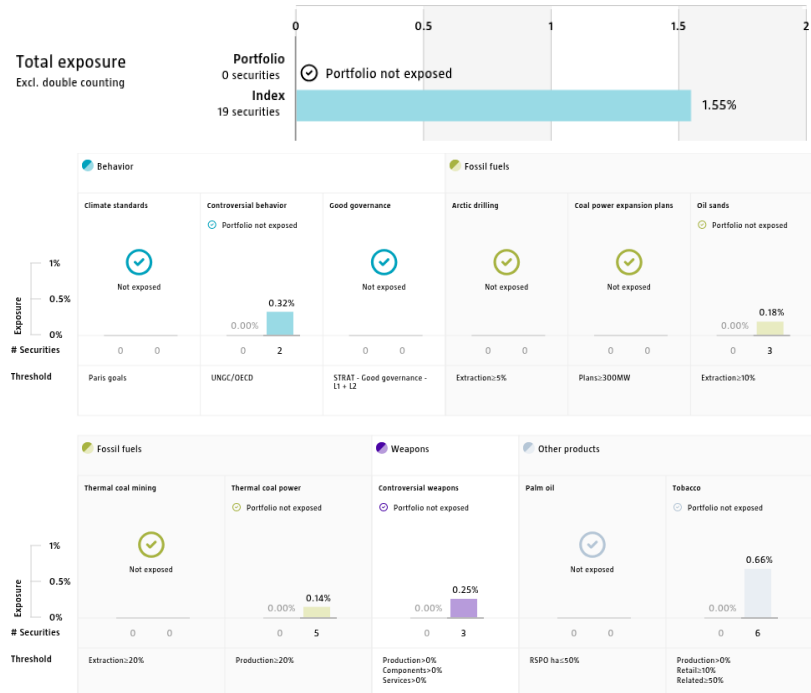 0 0.5 1 1.5 2
Total exposure
Excl. double counting
Portfolio
0 securities
Portfolio not exposed
Index
19 securities
1.55%
Behavior Fossil fuels
Climate standards Controversial behavior Good governance Arctic drilling Coal power expansion plans Oil sands
Portfolio not exposed Portfolio not exposed
Not exposed Not exposed Not exposed Not exposed
Exposure
1%
0.5%
0%
0.00% 0.32% 0.00% 0.18%
# Securities 0 0 0 2 0 0 0 0 0 0 0 3
Threshold Paris goals UNGC/OECD STRAT - Good governance - Extraction≥5% Plans≥300MW Extraction≥10%
L1 + L2
Fossil fuels Weapons Other products
Thermal coal mining Thermal coal power Controversial weapons Palm oil Tobacco
Portfolio not exposed Portfolio not exposed Portfolio not exposed
Not exposed Not exposed
Exposure
1%
0.5%
0%
0.00% 0.14% 0.00% 0.25% 0.00% 0.66%
# Securities 0 0 0 5 0 3 0 0 0 6
Threshold Extraction≥20% Production≥20% Production>0% RSPO ha≤50% Production>0%
Components>0% Retail≥10%
Services>0% Related≥50%